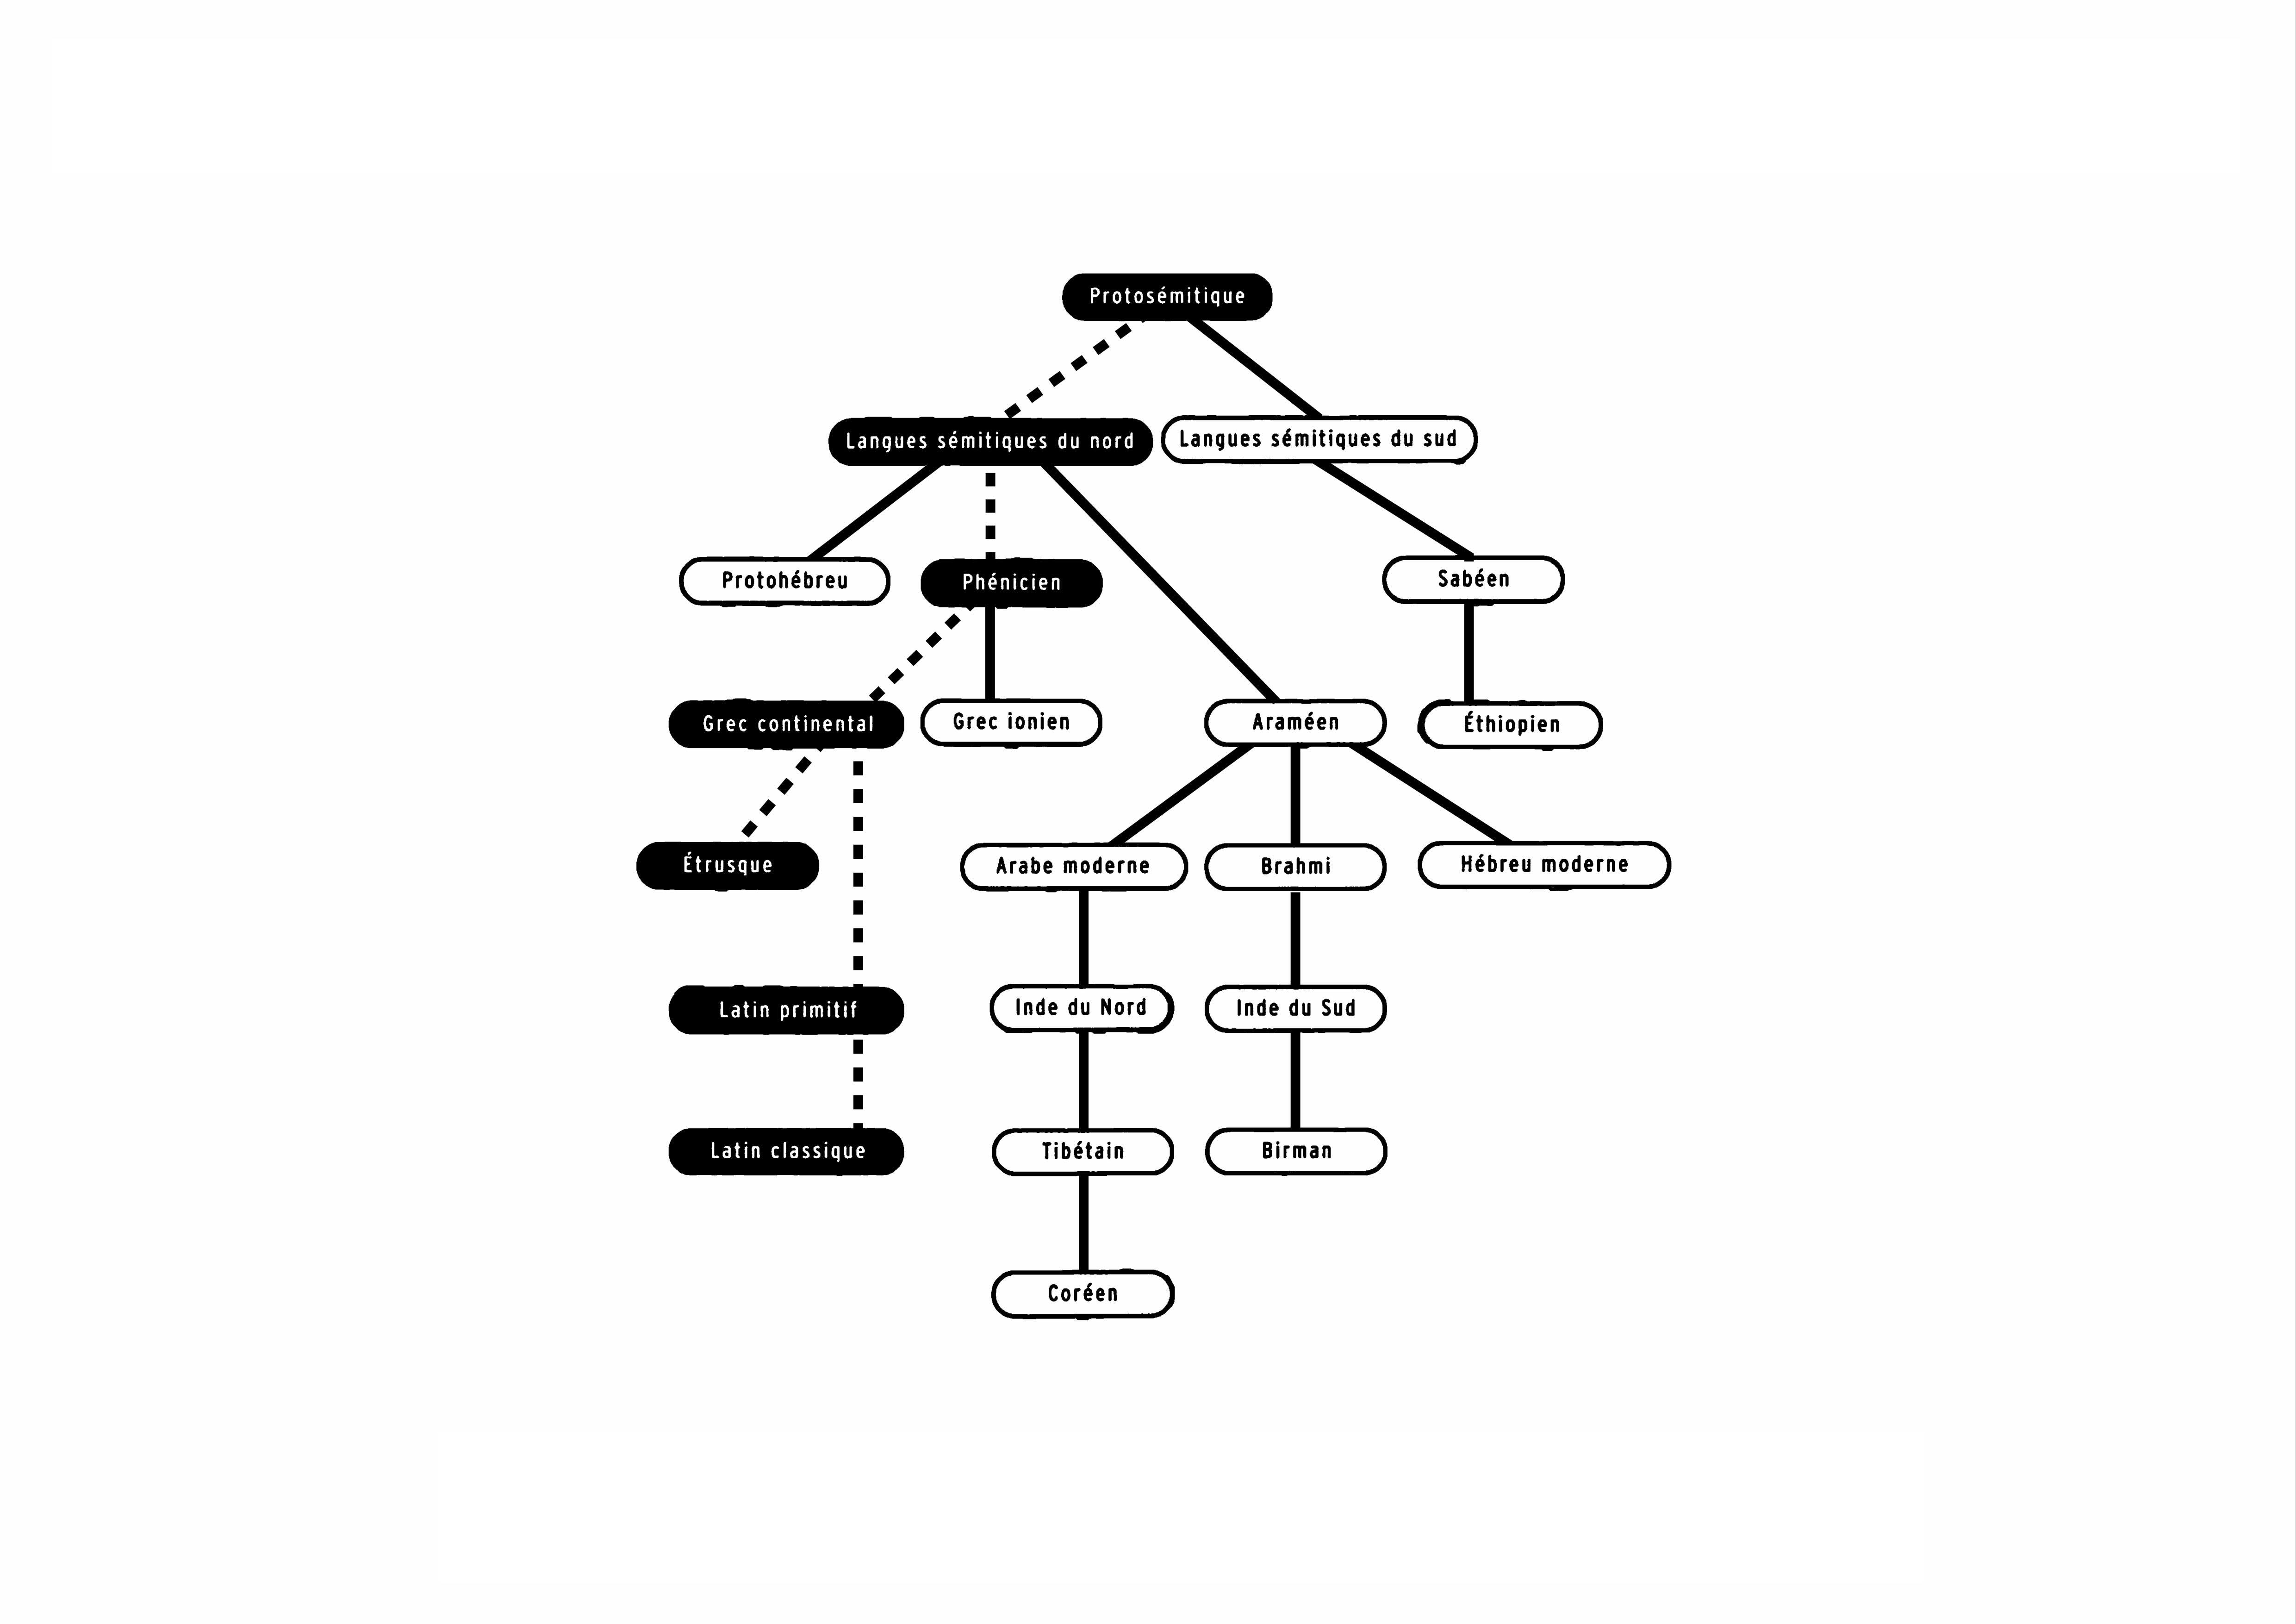 Protosémitique
Langues sémitiques du nord
Langues sémitiques du sud
Protohébreu
Phénicien
Sabéen
Grec continental
Grec ionien
Araméen
Éthiopien
Étrusque
Arabe moderne
Brahmi
Hébreu moderne
Latin primitif
Inde du Nord
Inde du Sud
Latin classique
Tibétain
Birman
Coréen